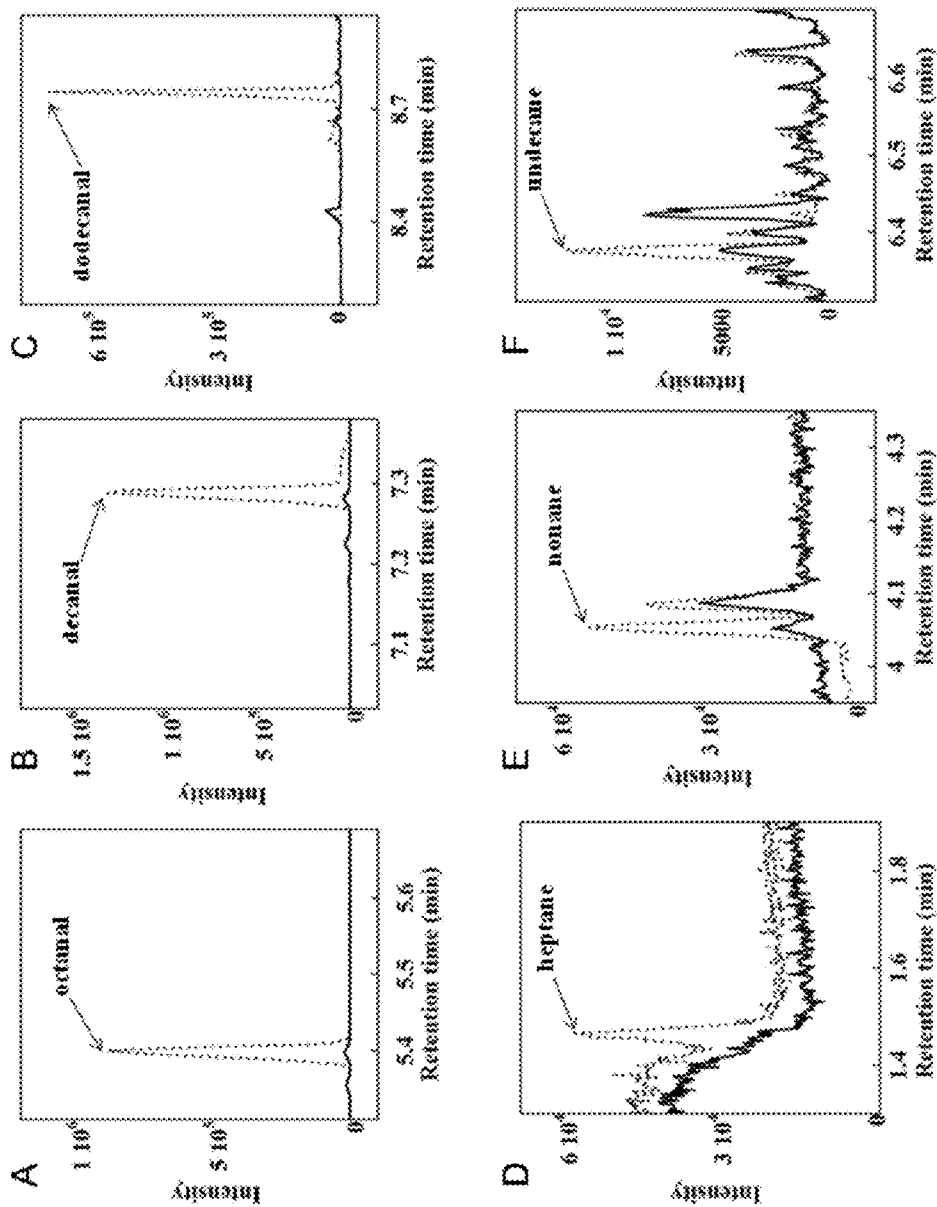 A
Intensity
1 10⁶
5 10⁵
0
octanal
5.4 5.5 5.6
Retention time (min)
B
Intensity
1.5 10⁶
1 10⁶
5 10⁵
0
decanal
7.1 7.2 7.3
Retention time (min)
C
Intensity
6 10⁵
3 10⁵
0
dodecanal
8.4 8.7
Retention time (min)
D
Intensity
6 10⁴
3 10⁴
0
heptane
1.4 1.6 1.8
Retention time (min)
E
Intensity
6 10⁴
3 10⁴
0
nonane
4 4.1 4.2 4.3
Retention time (min)
F
Intensity
1 10⁴
5000
0
undecane
6.4 6.5 6.6
Retention time (min)